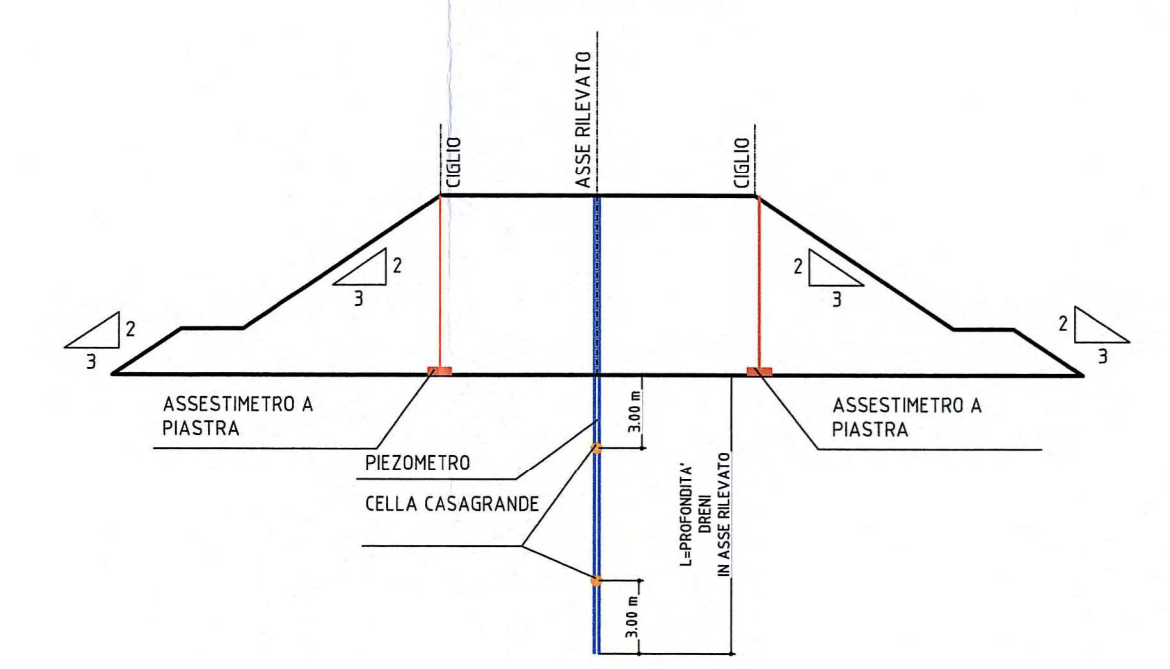 ASSE RILEVATO
CIGLIO
CIGLIO
2
3
2
3
2
3
2
3
ASSESTIMETRO A
PIASTRA
ASSESTIMETRO A
PIASTRA
3.00 m
PIEZOMETRO
CELLA CASAGRANDE
L=PROFONDITA'
DRENI
IN ASSE RILEVATO
3.00 m